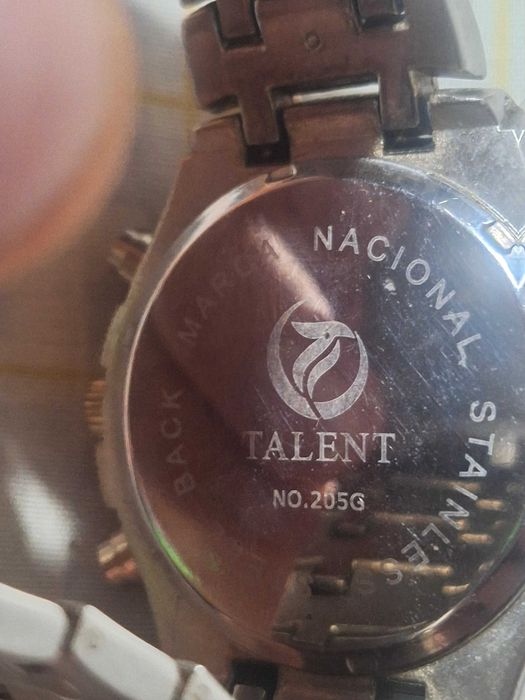 MARCA NACIONAL STAINLESS
BACK
TALENT
NO.205G